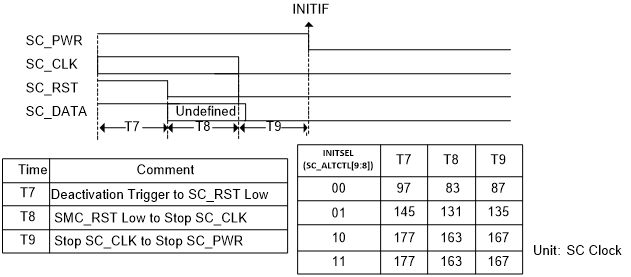 INITIF
SC_PWR
SC_CLK
SC_RST
SC_DATA
Undefined
T7 T8 T9
Time Comment
T7 Deactivation Trigger to SC_RST Low
T8 SMC_RST Low to Stop SC_CLK
T9 Stop SC_CLK to Stop SC_PWR
INITSEL
(SC_ALTCTL[9:8]) T7 T8 T9
00 97 83 87
01 145 131 135
10 177 163 167
11 177 163 167
Unit: SC Clock